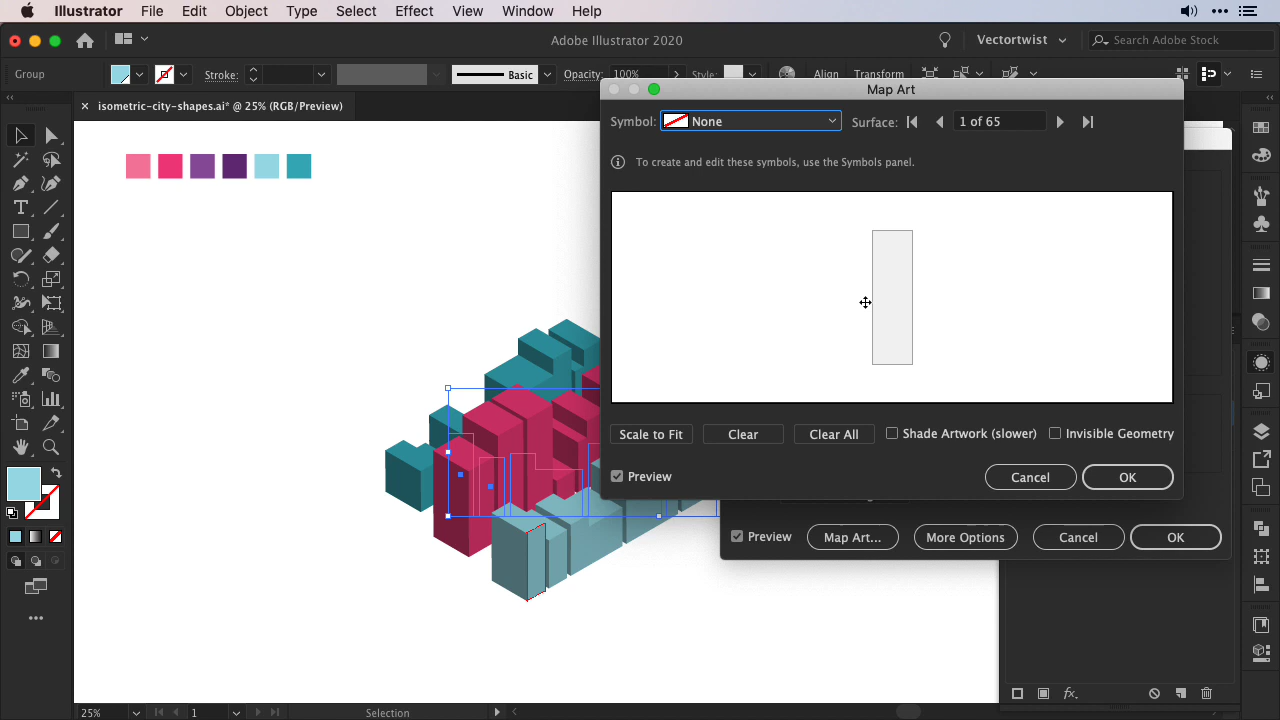 Illustrator File Edit Object Type Select Effect View Window Help
Adobe Illustrator 2020
Vectortwist
Search Adobe Stock
Group
Stroke:
Basic
Opacity: 100%
Style:
Align
Transform
isometric-city-shapes.ai* @ 25% (RGB/Preview)
Map Art
Symbol: None
Surface: 1 of 65
To create and edit these symbols, use the Symbols panel.
Scale to Fit
Clear
Clear All
Shade Artwork (slower)
Invisible Geometry
Preview
Cancel
OK
Preview
Map Art...
More Options
Cancel
OK
25%
1
Selection